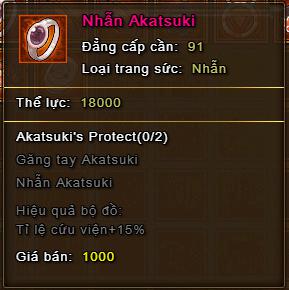 Nhẫn Akatsuki
Đẳng cấp cần: 91
Loại trang sức: Nhẫn
Thể lực: 18000
Akatsuki's Protect(0/2)
Găng tay Akatsuki
Nhẫn Akatsuki
Hiệu quả bộ đồ:
Tỉ lệ cứu viện+15%
Giá bán: 1000